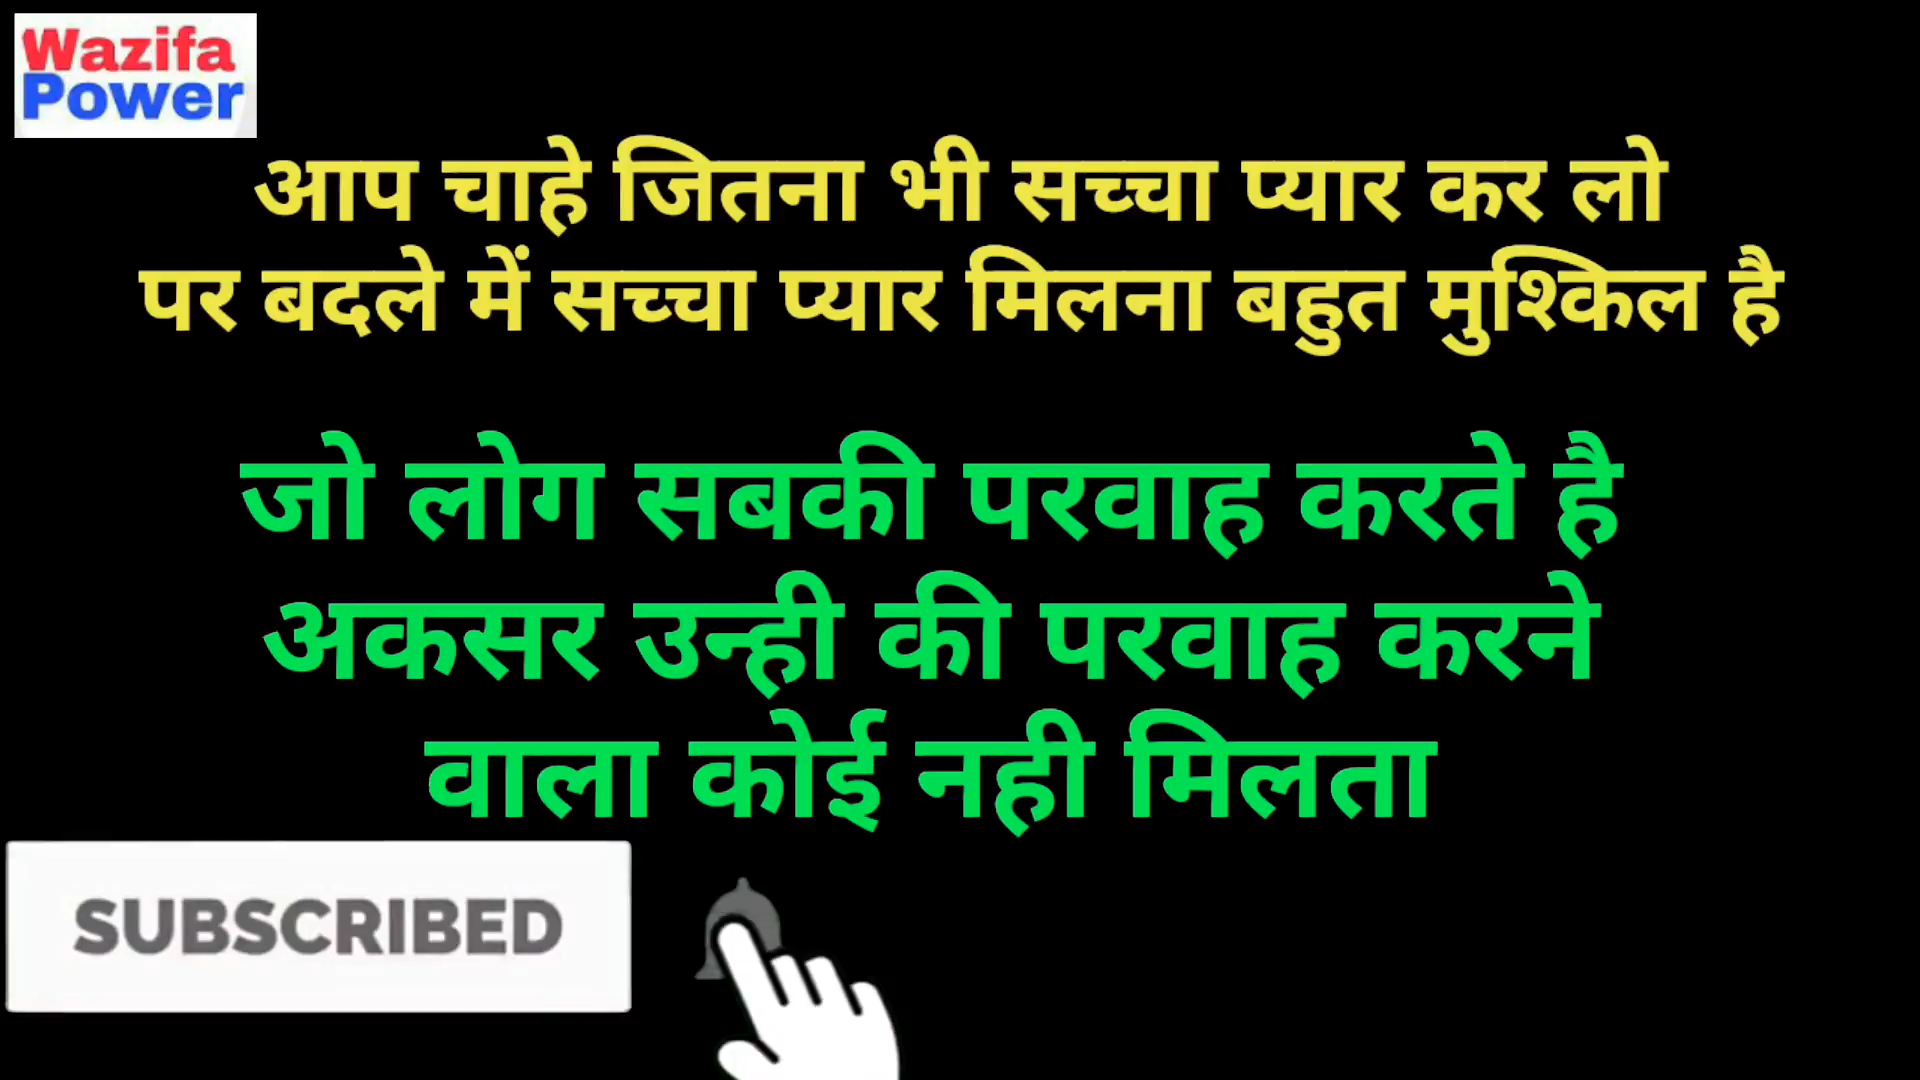 Wazifa
Power
आप चाहे जितना भी सच्चा प्यार कर लो
पर बदले में सच्चा प्यार मिलना बहुत मुश्किल है
जो लोग सबकी परवाह करते है
अकसर उन्ही की परवाह करने
वाला कोई नही मिलता
SUBSCRIBED